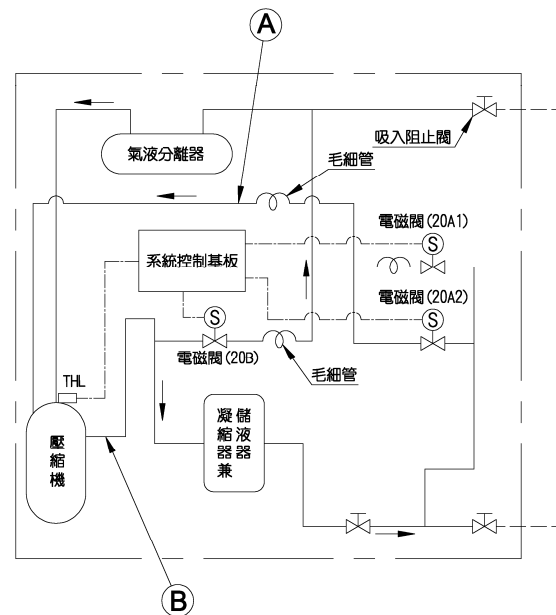 A
氣液分離器
吸入阻止閥
毛細管
電磁閥(20A1)
S
系統控制基板
電磁閥(20A2)
S
S
電磁閥(20B)
毛細管
THL
壓縮機
凝縮器兼
儲液器
B